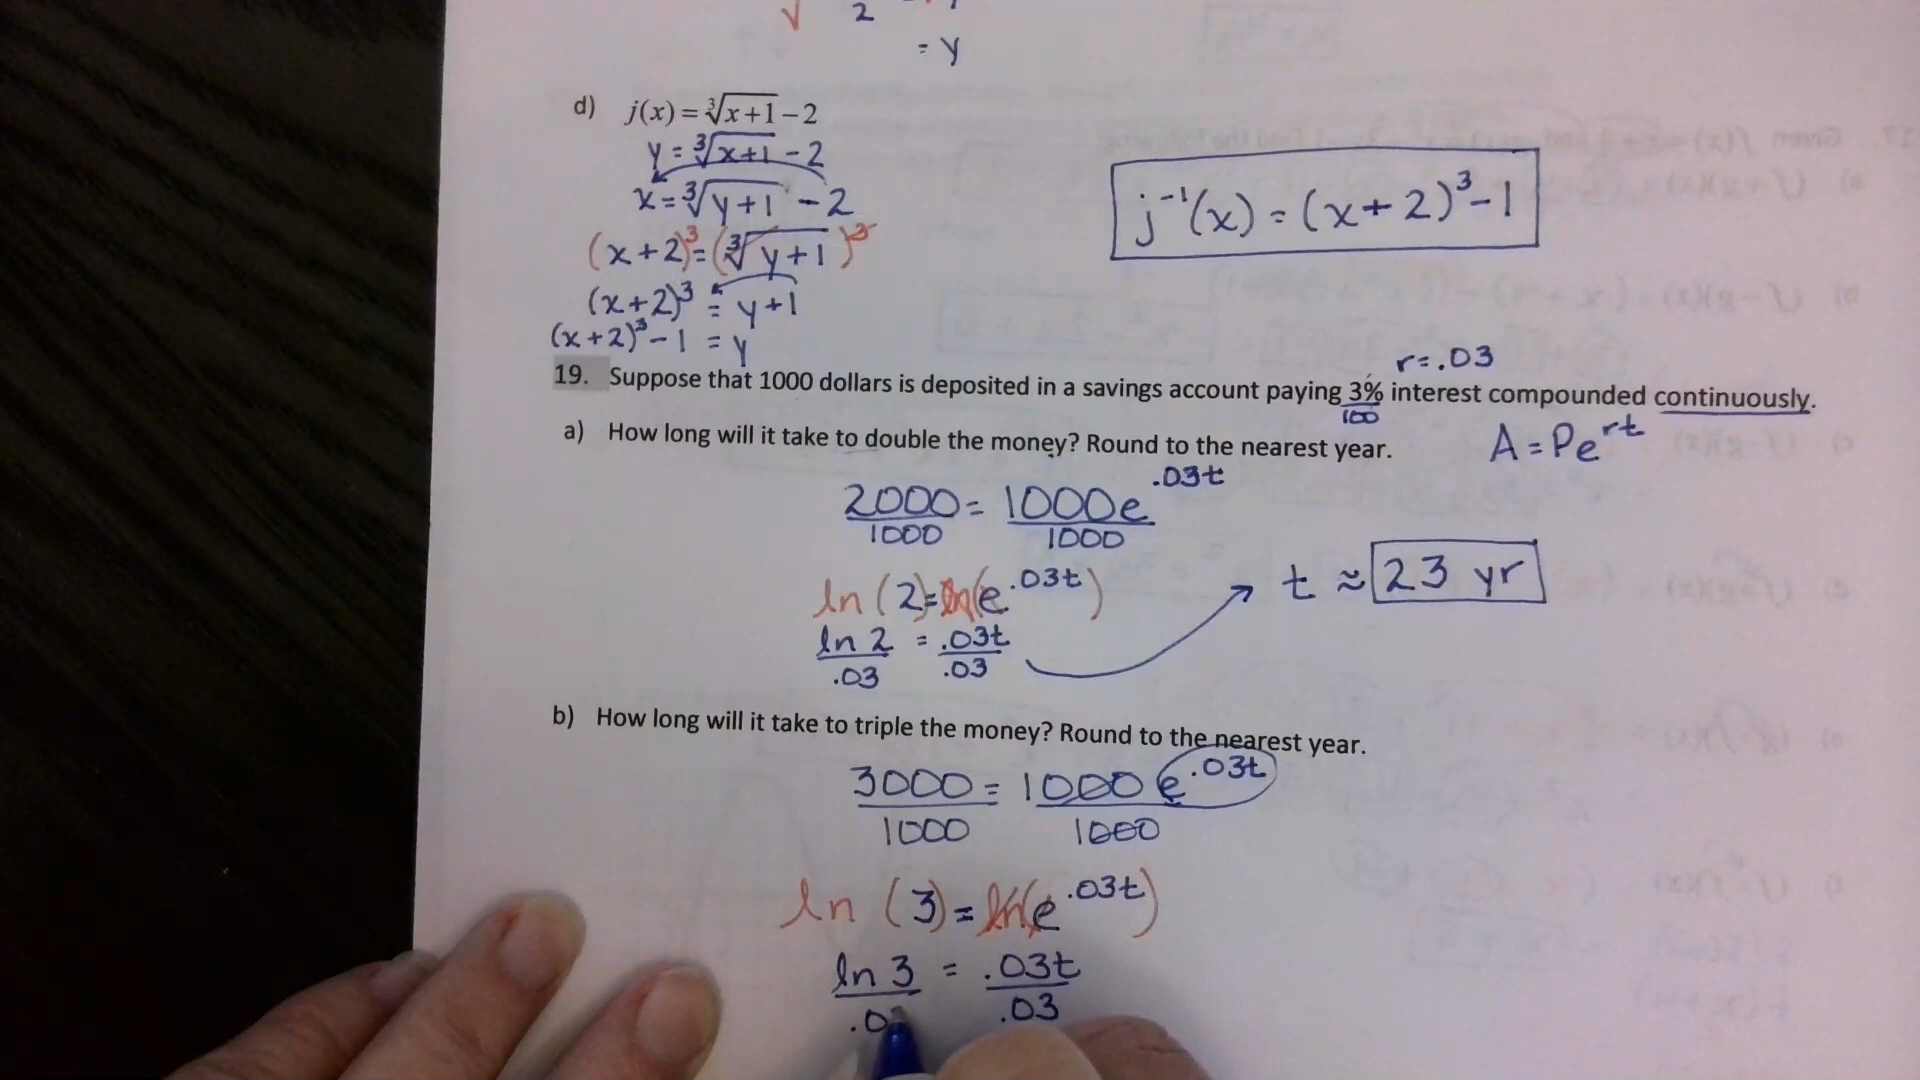 2
= y
d) j(x) = ∛x+1 − 2
y = ∛x+1 - 2
x = ∛y+1 - 2
(x+2)³ = (∛y+1)³
(x+2)³ = y+1
(x+2)³ - 1 = y
j⁻¹(x) = (x+2)³-1
r = .03
19. Suppose that 1000 dollars is deposited in a savings account paying 3% interest compounded continuously.
100
a) How long will it take to double the money? Round to the nearest year.
A = Pe^rt
2000 = 1000e^.03t
1000 1000
ln (2) = ln(e^.03t)
t ≈ 23 yr
ln 2 = .03t
.03 .03
b) How long will it take to triple the money? Round to the nearest year.
3000 = 1000 e^.03t
1000 1000
ln (3) = ln(e^.03t)
ln 3 = .03t
.0 .03